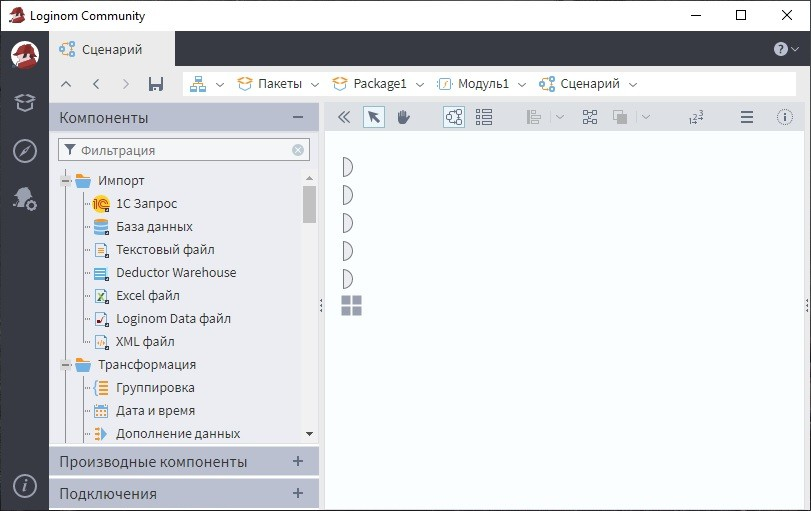 Loginom Community
Сценарий
?
Пакеты Package1 Модуль1 Сценарий
Компоненты
Фильтрация
Импорт
1С Запрос
База данных
Текстовый файл
Deductor Warehouse
Excel файл
Loginom Data файл
XML файл
Трансформация
Группировка
Дата и время
Дополнение данных
Производные компоненты
Подключения